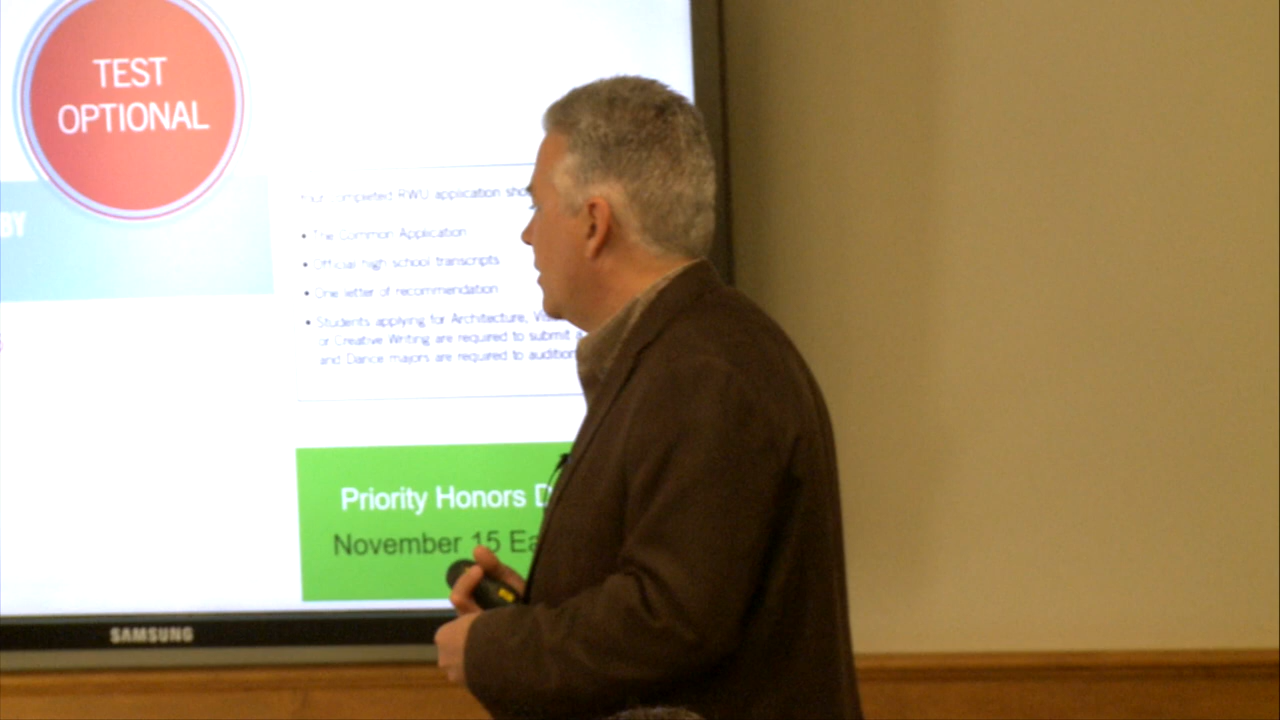 TEST
OPTIONAL
BY
completed RWU application
The Common Application
Official high school transcripts
One letter of recommendation
Students applying for Architecture,
or Creative Writing are required to submit
and Dance majors are required to audition
Priority Honors
November 15
SAMSUNG